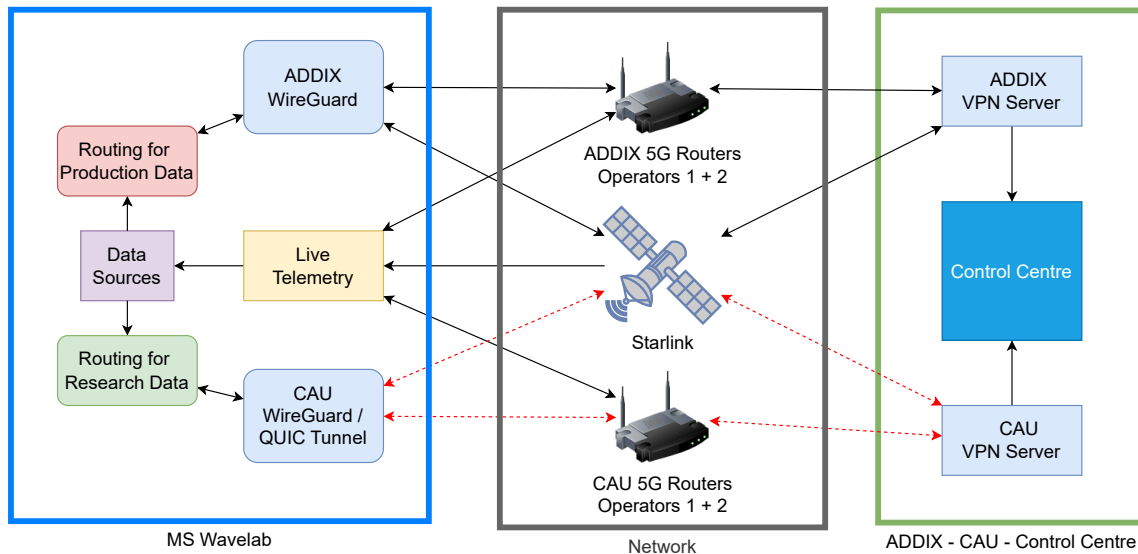 ADDIX
WireGuard
Routing for
Production Data
Data
Sources
Live
Telemetry
Routing for
Research Data
CAU
WireGuard /
QUIC Tunnel
MS Wavelab
ADDIX 5G Routers
Operators 1 + 2
Starlink
CAU 5G Routers
Operators 1 + 2
Network
ADDIX
VPN Server
Control Centre
CAU
VPN Server
ADDIX - CAU - Control Centre